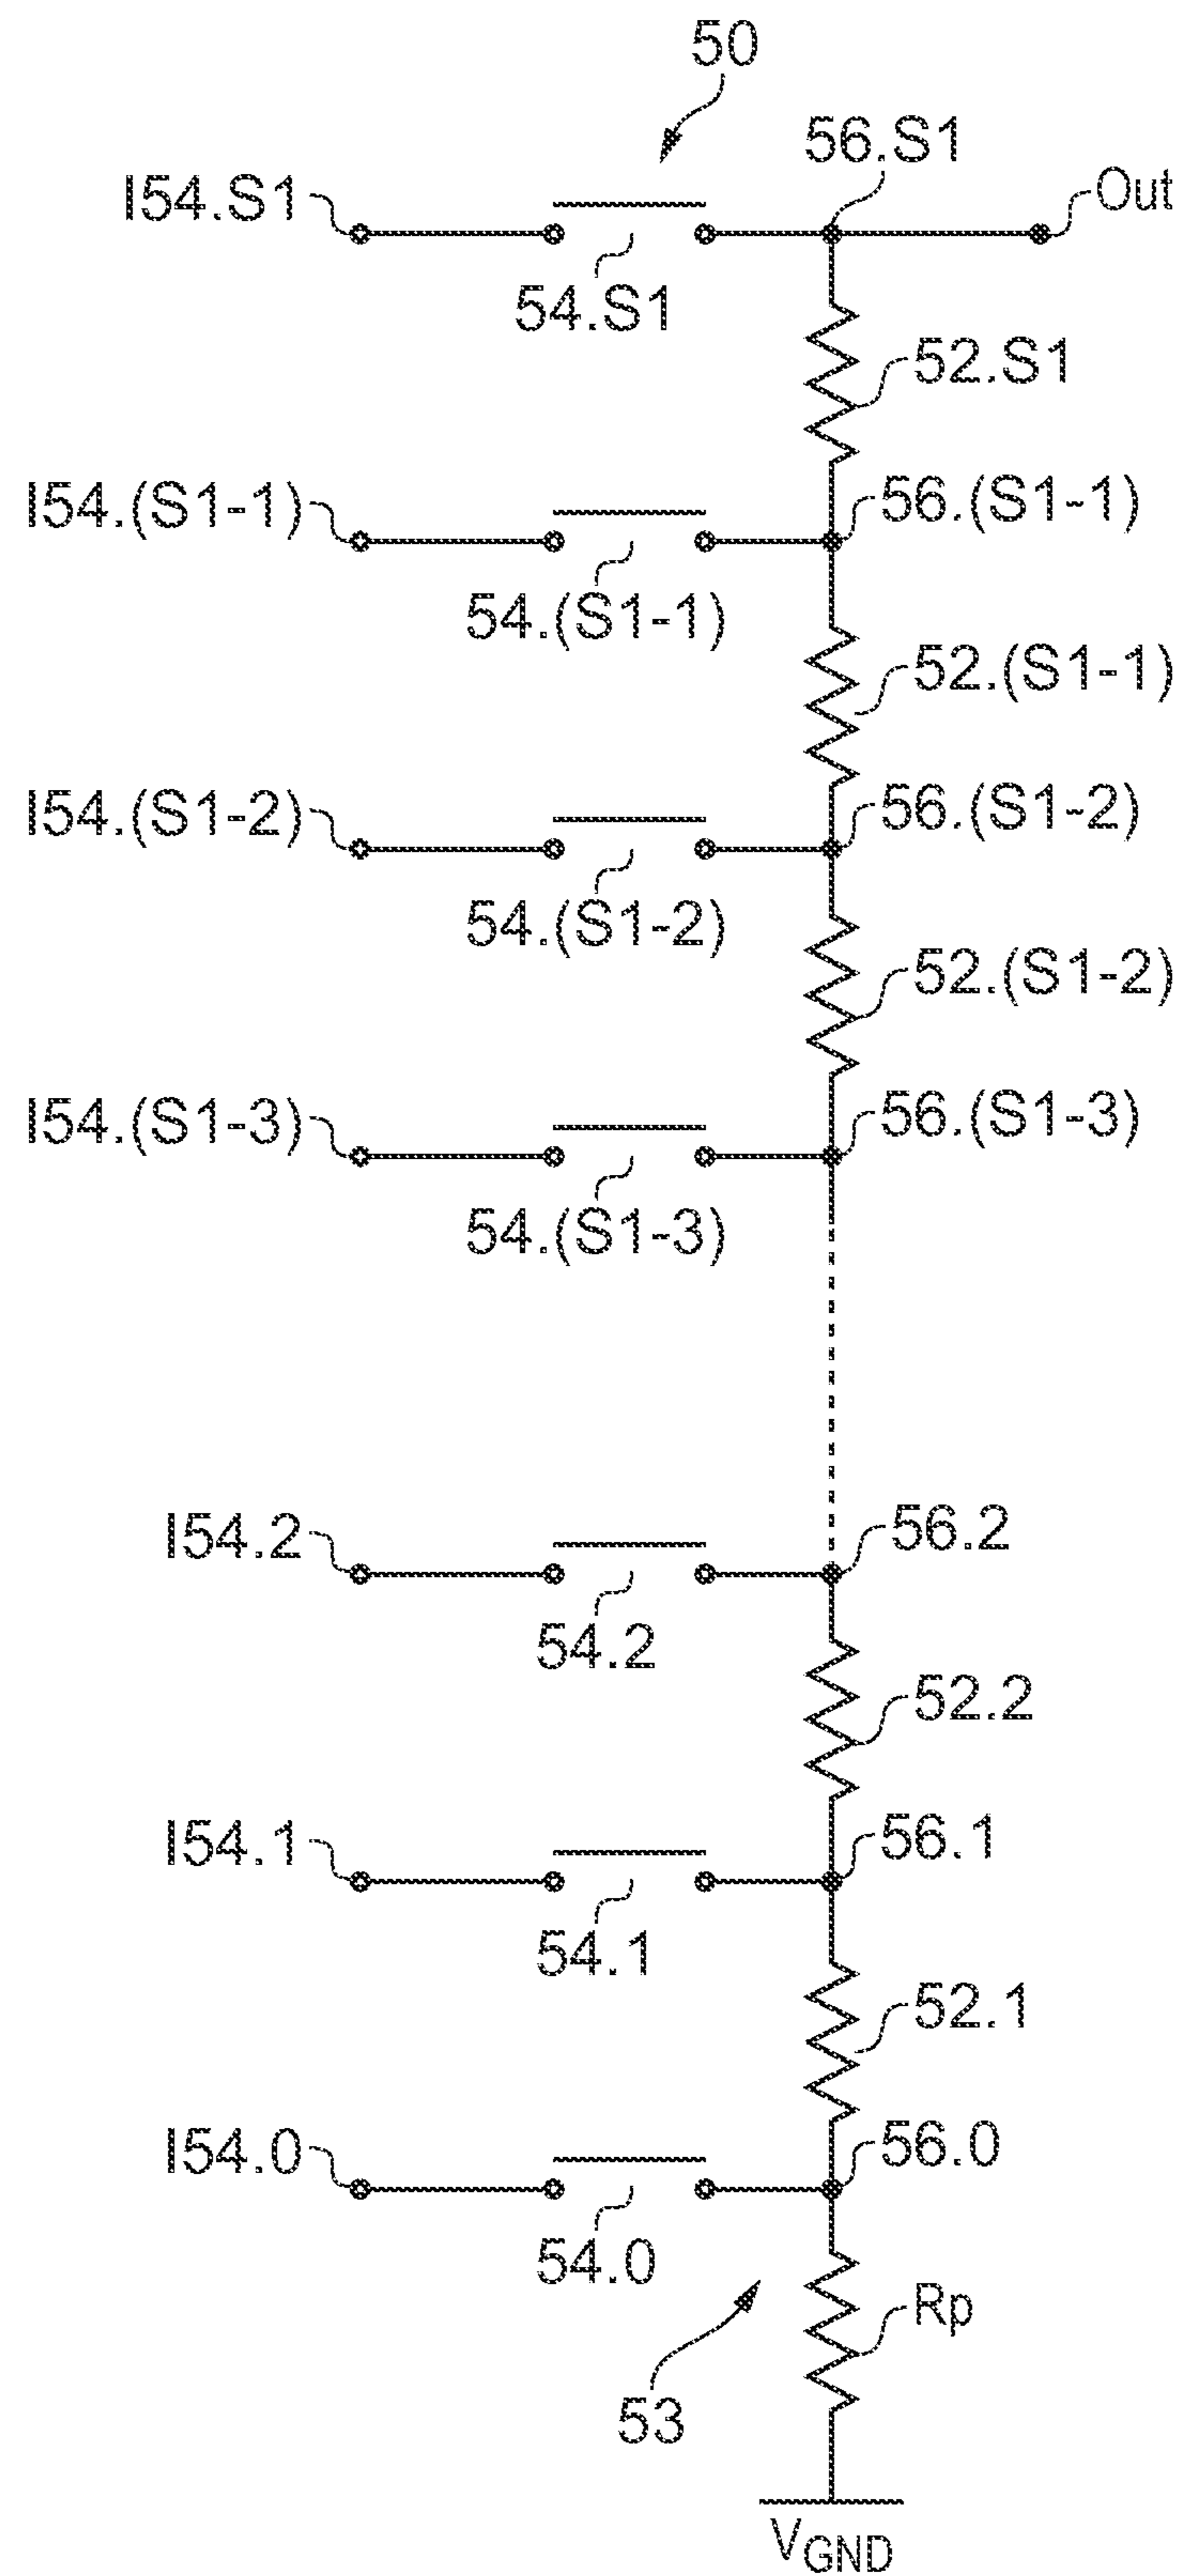 50
56.S1
I54.S1
Out
54.S1
52.S1
I54.(S1-1)
56.(S1-1)
54.(S1-1)
52.(S1-1)
I54.(S1-2)
56.(S1-2)
54.(S1-2)
52.(S1-2)
I54.(S1-3)
56.(S1-3)
54.(S1-3)
I54.2
56.2
54.2
52.2
I54.1
56.1
54.1
52.1
I54.0
56.0
54.0
Rp
53
VGND